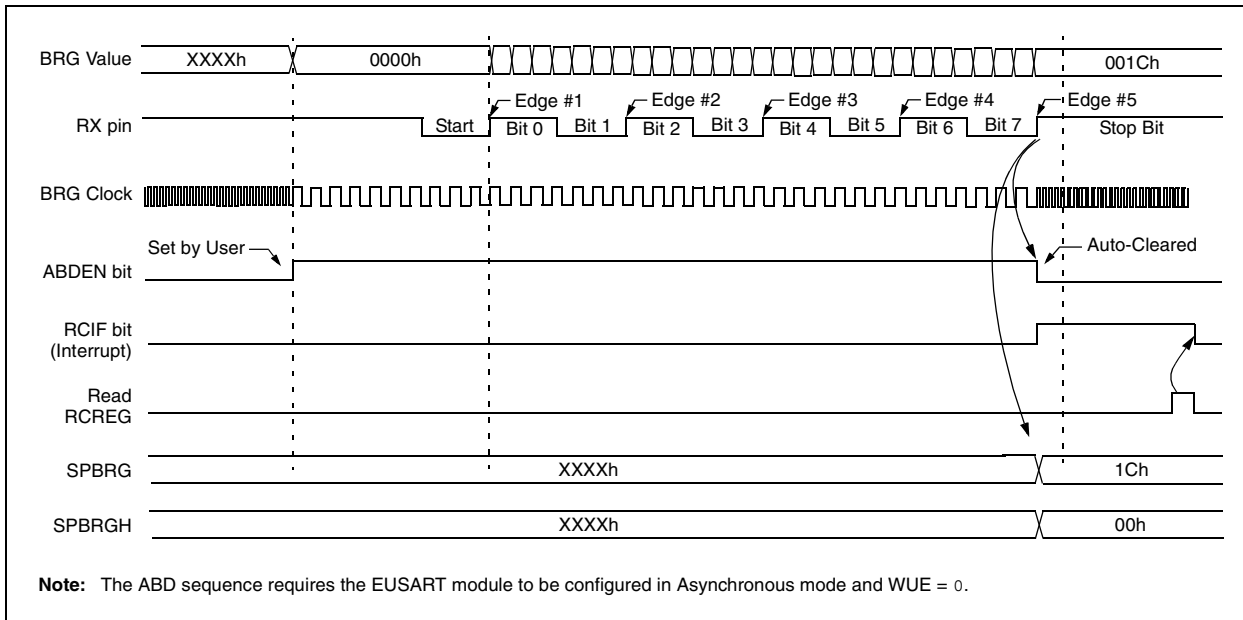 BRG Value XXXXh 0000h 001Ch
Edge #1 Edge #2 Edge #3 Edge #4 Edge #5
RX pin Start Bit 0 Bit 1 Bit 2 Bit 3 Bit 4 Bit 5 Bit 6 Bit 7 Stop Bit
BRG Clock
Set by User Auto-Cleared
ABDEN bit
RCIF bit
(Interrupt)
Read
RCREG
SPBRG XXXXh 1Ch
SPBRGH XXXXh 00h
Note: The ABD sequence requires the EUSART module to be configured in Asynchronous mode and WUE = 0.